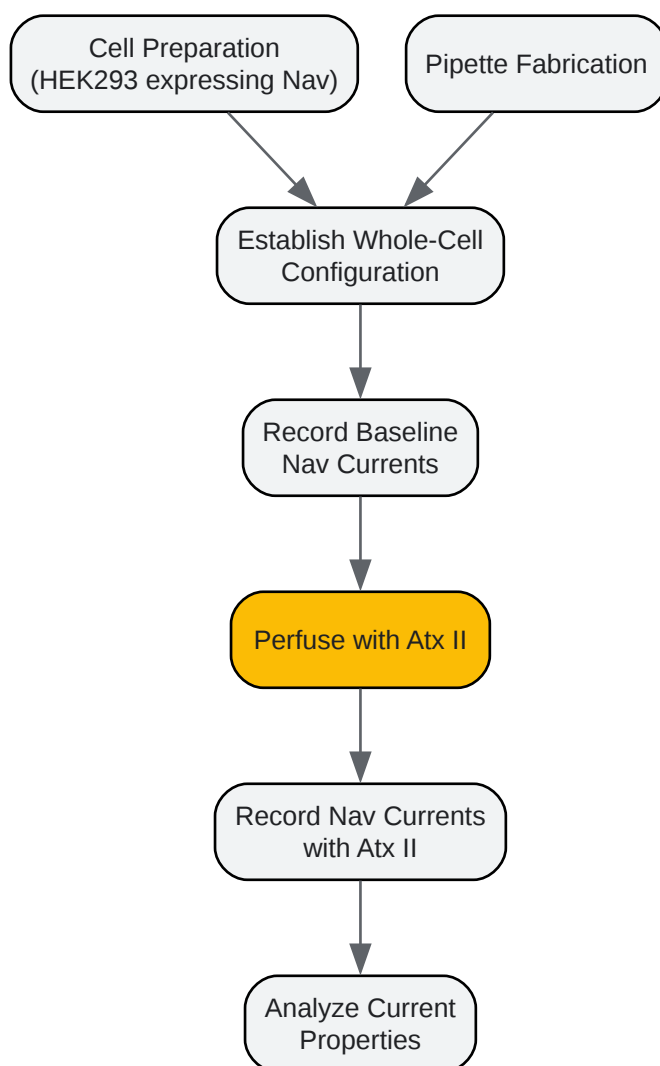 Cell Preparation
(HEK293 expressing Nav)
Pipette Fabrication
Establish Whole-Cell
Configuration
Record Baseline
Nav Currents
Perfuse with Atx II
Record Nav Currents
with Atx II
Analyze Current
Properties